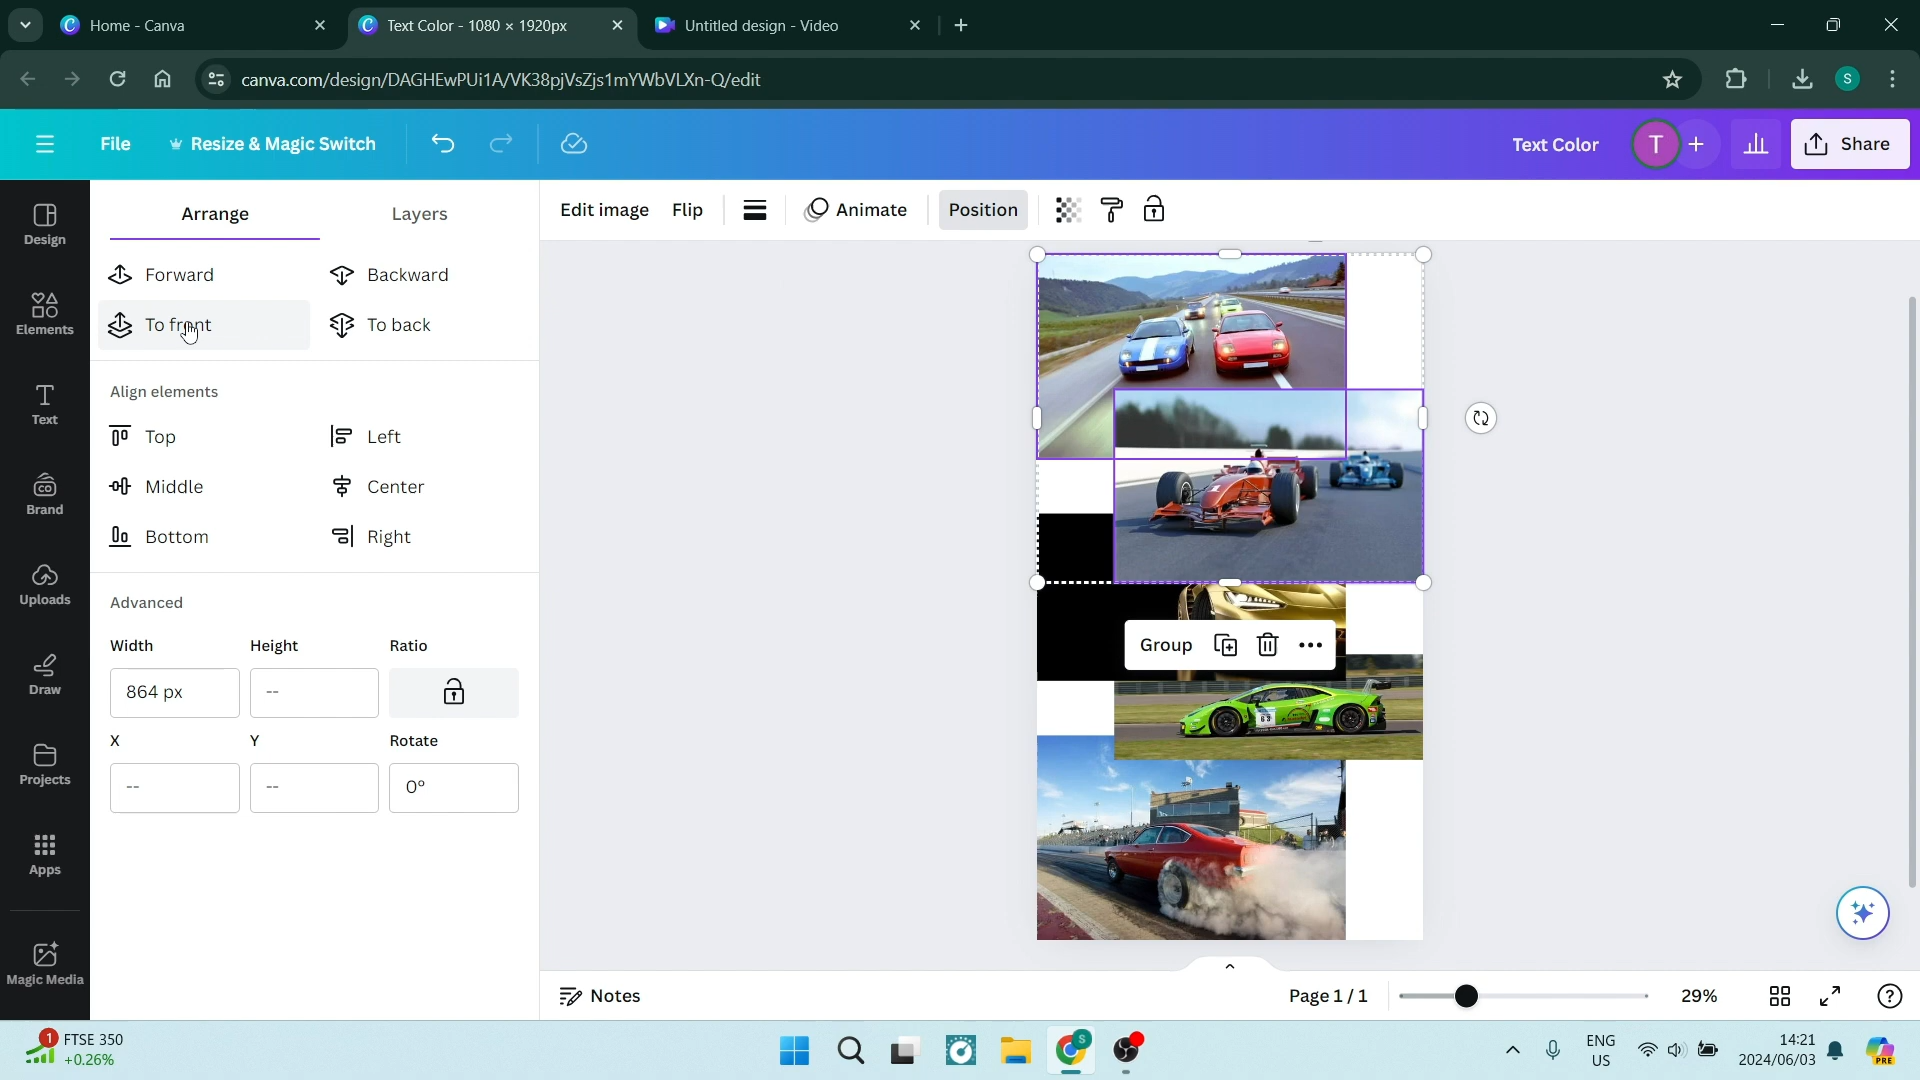 Home - Canva
Text Color - 1080 × 1920px
Untitled design - Video
canva.com/design/DAGHEwPUi1A/VK38pjVsZjs1mYWbVLXn-Q/edit
S
File
Resize & Magic Switch
Text Color
T
Share
Design
Elements
Text
CO
Brand
Uploads
Draw
Projects
Apps
Magic Media
Arrange
Layers
Forward
Backward
To front
To back
Align elements
Top
Left
Middle
Center
Bottom
Right
Advanced
Width
Height
Ratio
864 px
--
X
Y
Rotate
--
--
0°
Edit image
Flip
Animate
Position
Group
63
Notes
Page 1 / 1
29%
1
FTSE 350
+0.26%
S
ENG
US
14:21
2024/06/03
PRE